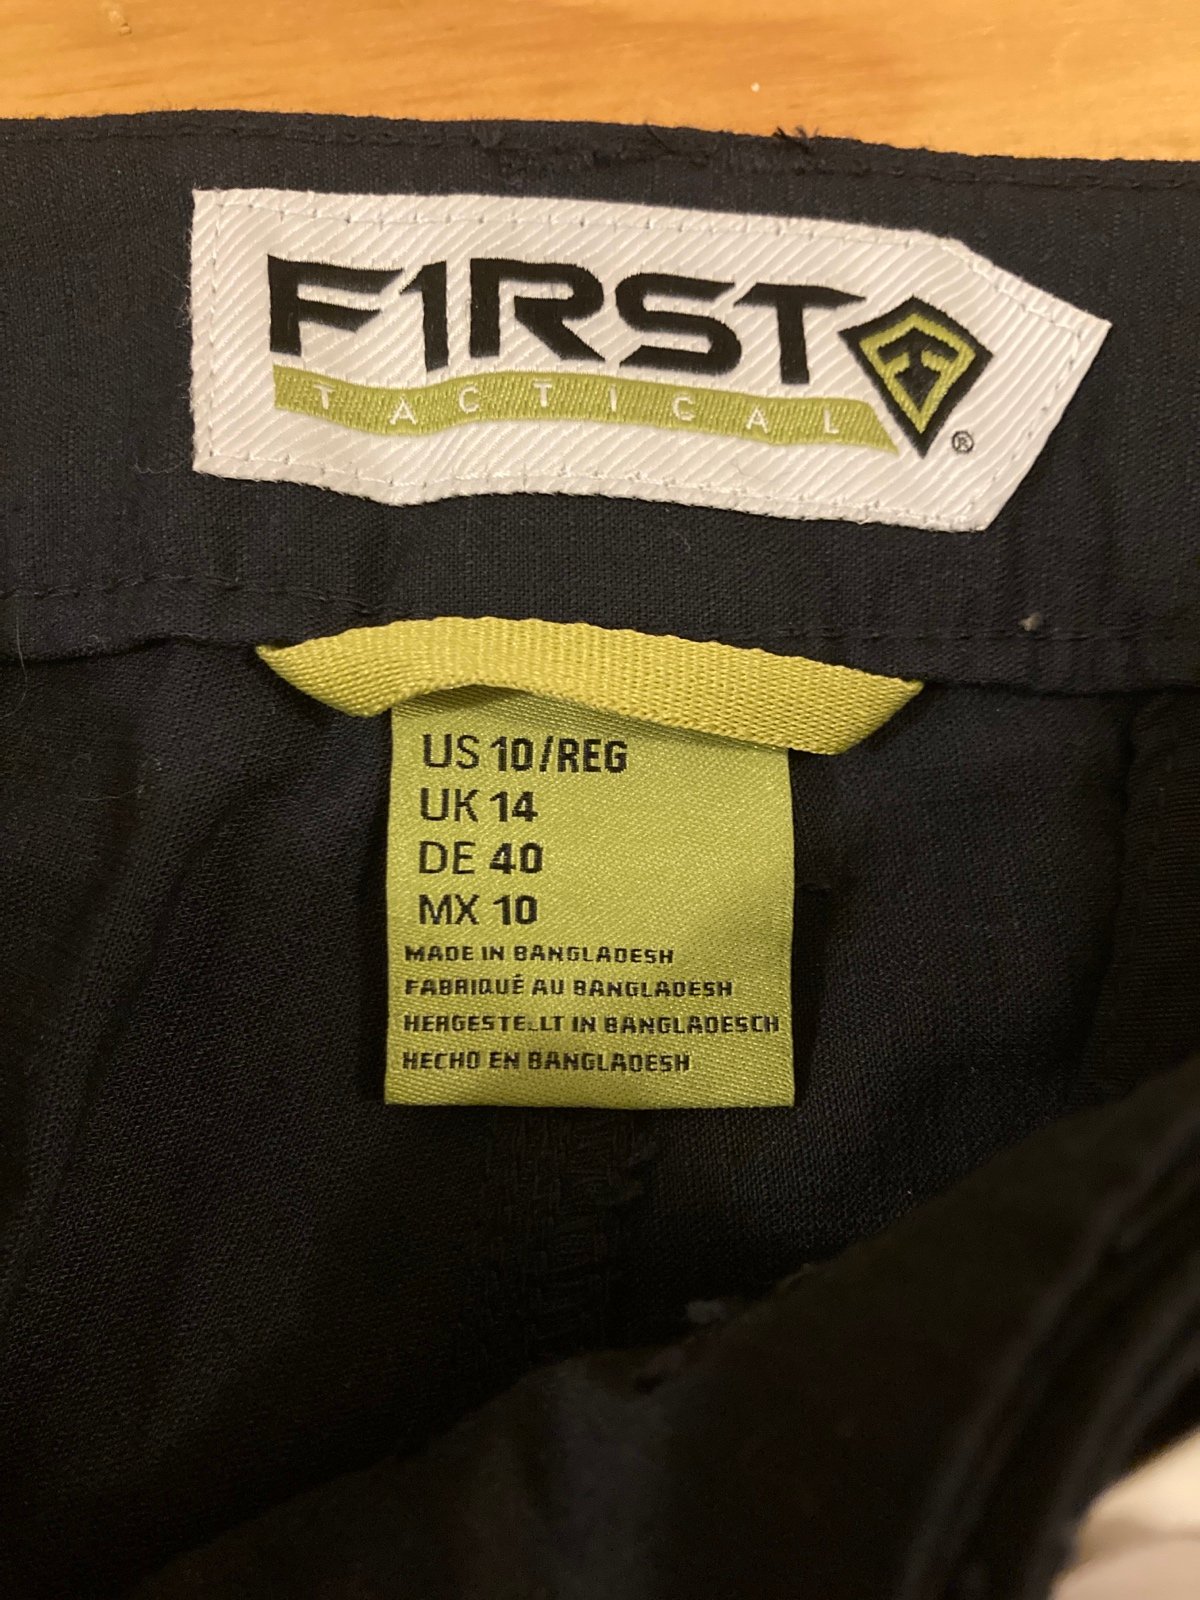 F1RST
TACTICAL
®
US 10/REG
UK 14
DE 40
MX 10
MADE IN BANGLADESH
FABRIQUÉ AU BANGLADESH
HERGESTELLT IN BANGLADESCH
HECHO EN BANGLADESH